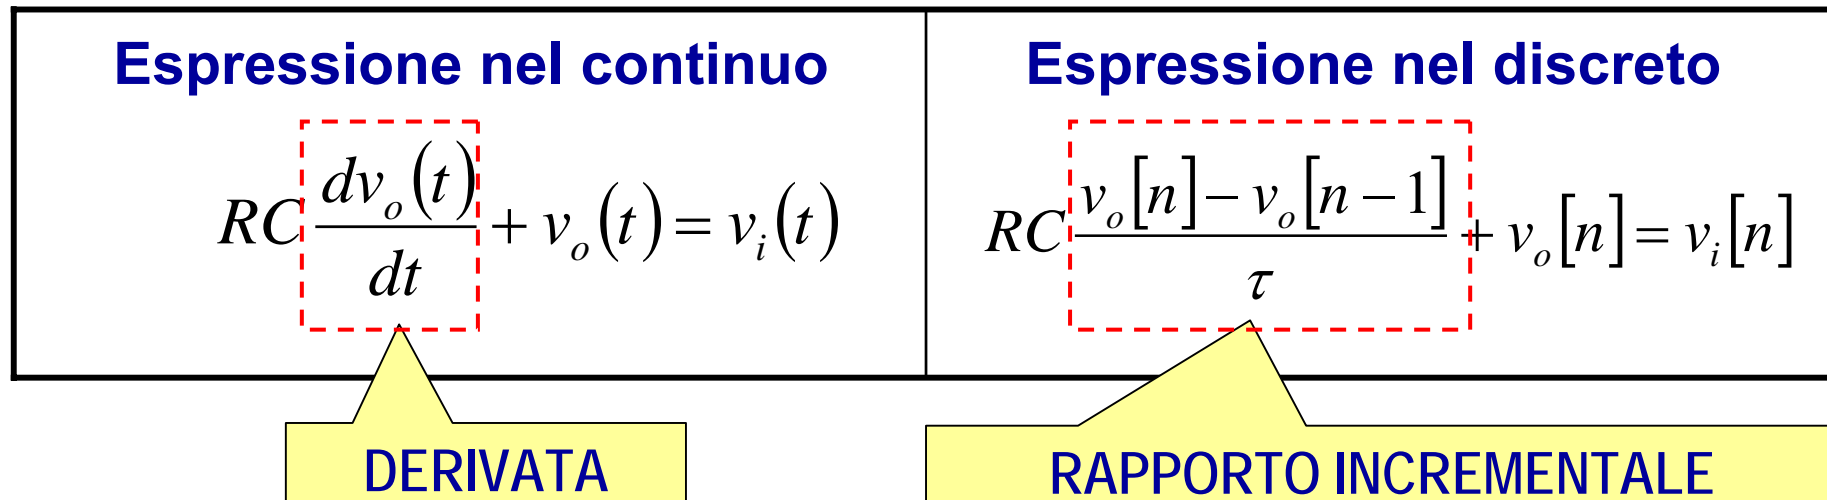 Espressione nel continuo
RC dv_o(t)/dt + v_o(t) = v_i(t)
DERIVATA
Espressione nel discreto
RC (v_o[n] − v_o[n − 1])/τ + v_o[n] = v_i[n]
RAPPORTO INCREMENTALE